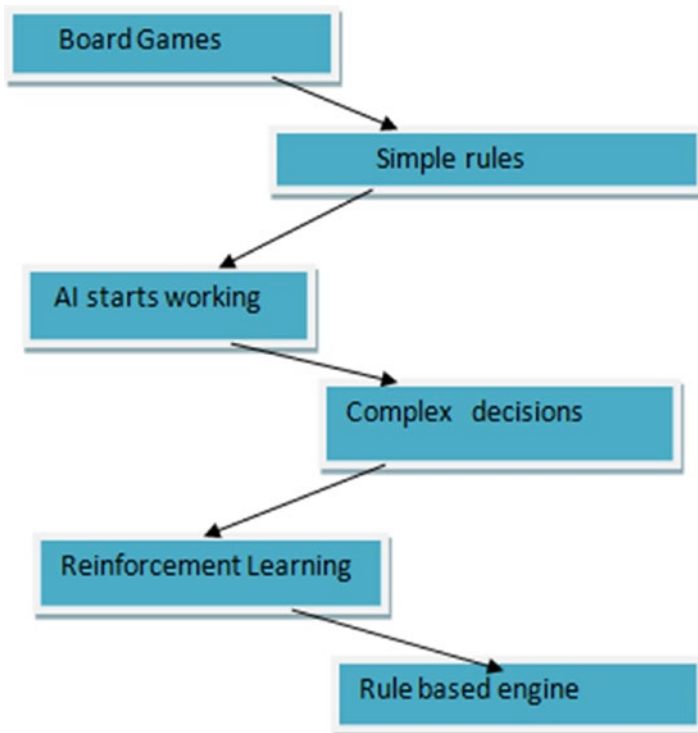 Board Games
Simple rules
AI starts working
Complex decisions
Reinforcement Learning
Rule based engine